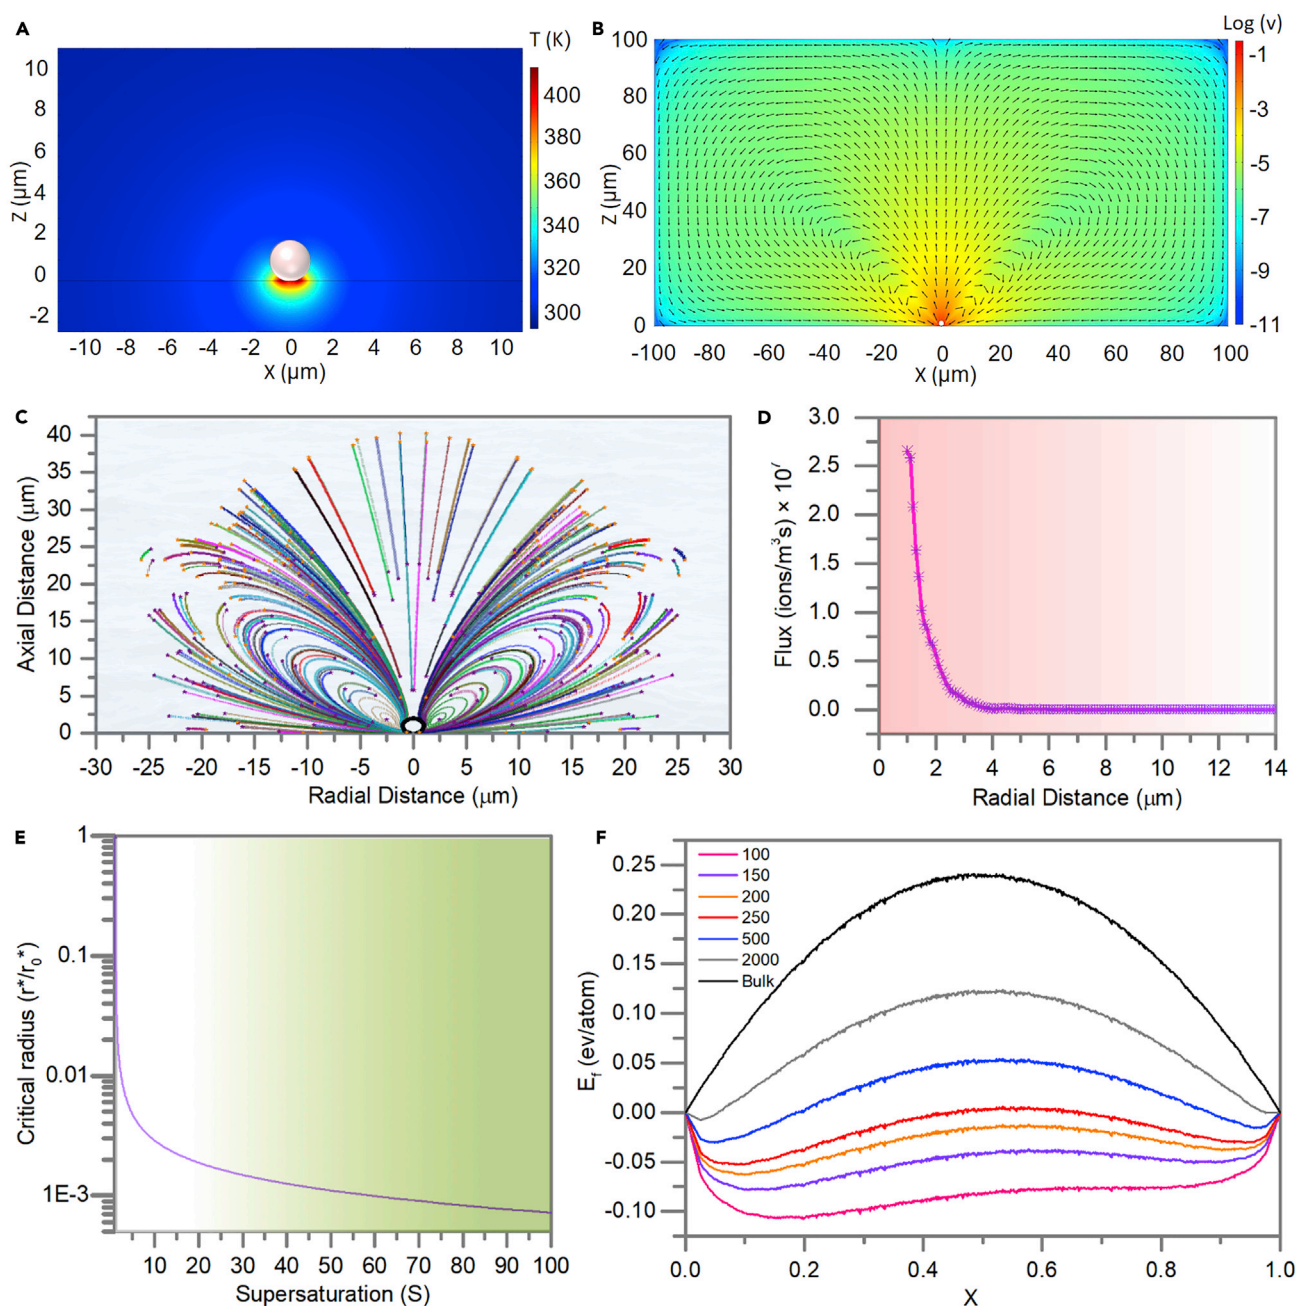 A
T (K)
10
8
6
4
2
0
-2
Z (µm)
400
380
360
340
320
300
-10 -8 -6 -4 -2 0 2 4 6 8 10
X (µm)
B
Log (v)
100
80
60
40
20
0
Z (µm)
-1
-3
-5
-7
-9
-11
-100 -80 -60 -40 -20 0 20 40 60 80 100
X (µm)
C
40
35
30
25
20
15
10
5
0
Axial Distance (µm)
-30 -25 -20 -15 -10 -5 0 5 10 15 20 25 30
Radial Distance (µm)
D
3.0
2.5
2.0
1.5
1.0
0.5
0.0
Flux (ions/m³s) × 10⁷
0 2 4 6 8 10 12 14
Radial Distance (µm)
E
1
0.1
0.01
1E-3
Critical radius (r*/r₀*)
10 20 30 40 50 60 70 80 90 100
Supersaturation (S)
F
100
150
200
250
500
2000
Bulk
0.25
0.20
0.15
0.10
0.05
0.00
-0.05
-0.10
E_f (ev/atom)
0.0 0.2 0.4 0.6 0.8 1.0
X